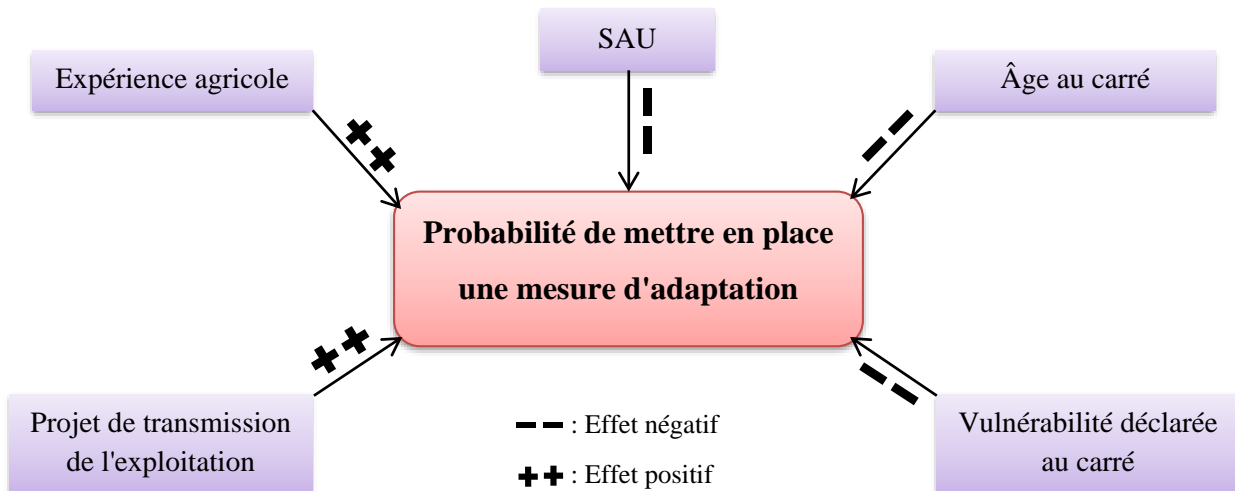 SAU
Expérience agricole
Âge au carré
Probabilité de mettre en place
une mesure d'adaptation
Projet de transmission
de l'exploitation
Vulnérabilité déclarée
au carré
: Effet négatif
: Effet positif